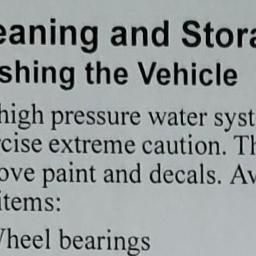 eaning and Stora
shing the Vehicle
high pressure water syst
rcise extreme caution. Th
ove paint and decals. Av
items:
Wheel bearings